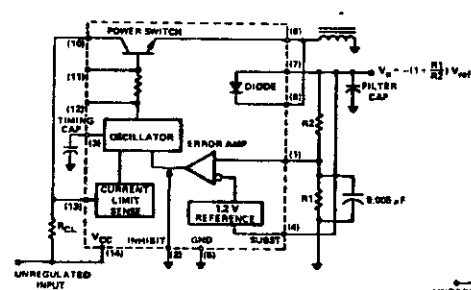 POWER SWITCH
(10)
(6)
(11)
(7)
V₀ = -(1 + R1/R2) Vref
DIODE
FILTER CAP
(8)
(12)
TIMING CAP
(3)
OSCILLATOR
ERROR AMP
R2
(1)
CURRENT LIMIT SENSE
(13)
1.2 V REFERENCE
R1
0.005 µF
RCL
VCC
INHIBIT
GND
SUBST
(4)
(14)
(2)
(5)
UNREGULATED INPUT